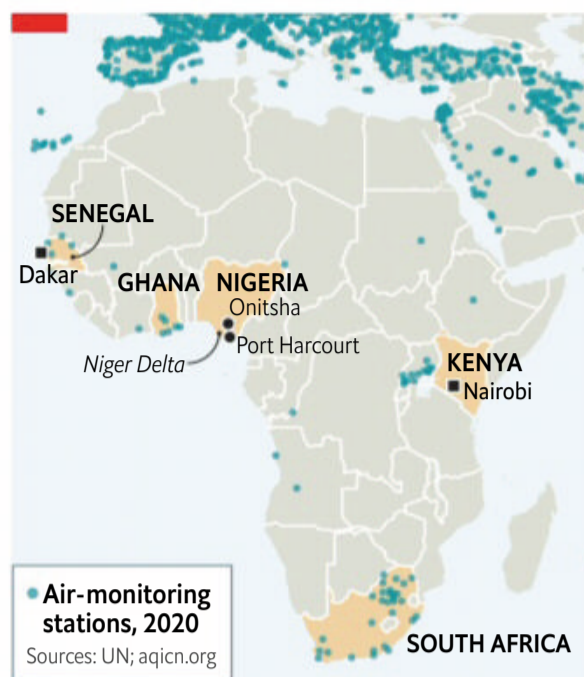 SENEGAL
Dakar
GHANA
NIGERIA
Onitsha
Port Harcourt
Niger Delta
KENYA
Nairobi
Air-monitoring
stations, 2020
Sources: UN; aqicn.org
SOUTH AFRICA